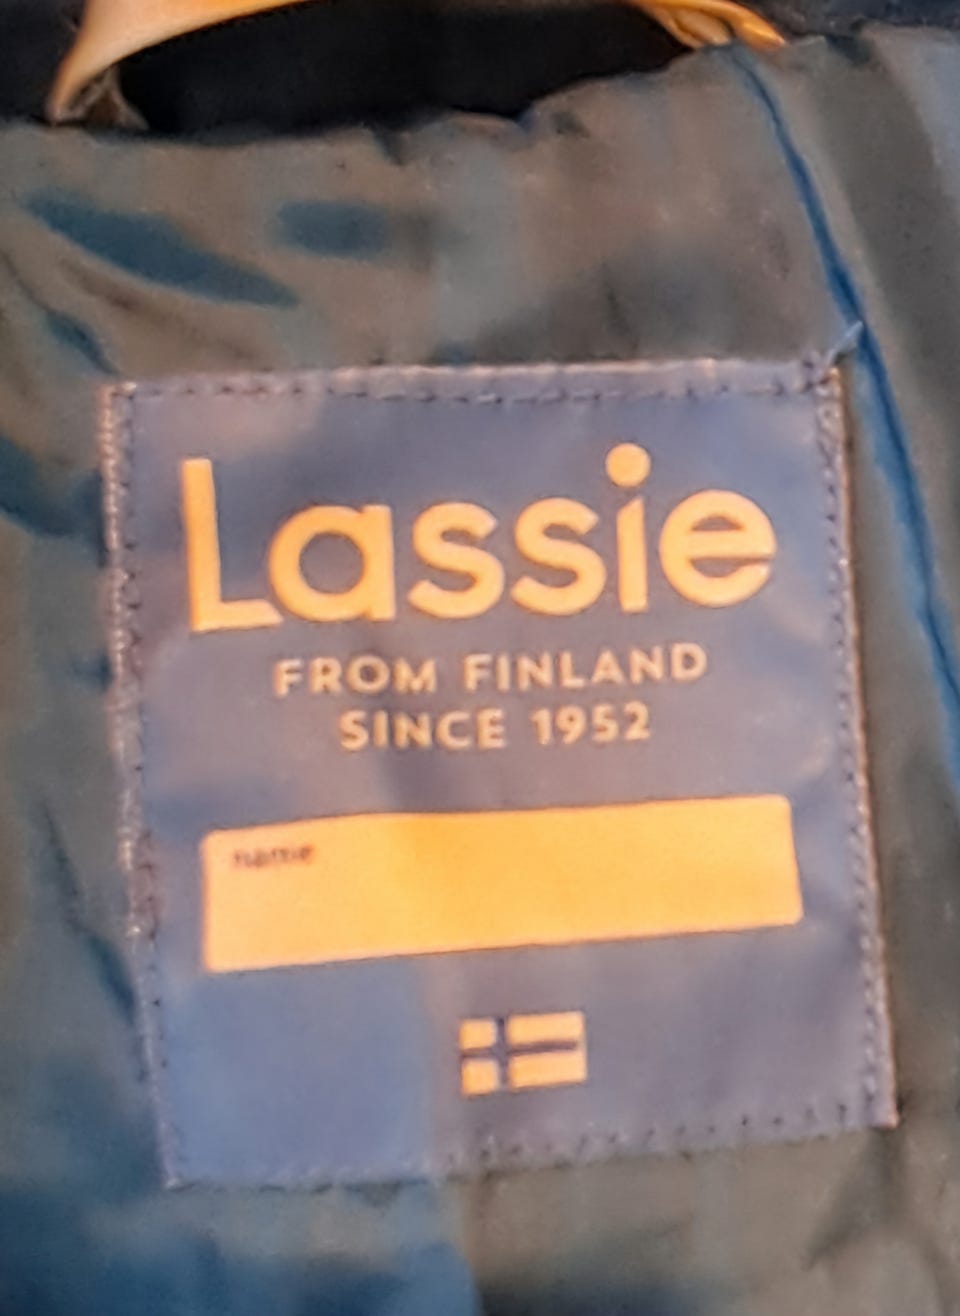 Lassie
FROM FINLAND
SINCE 1952
name